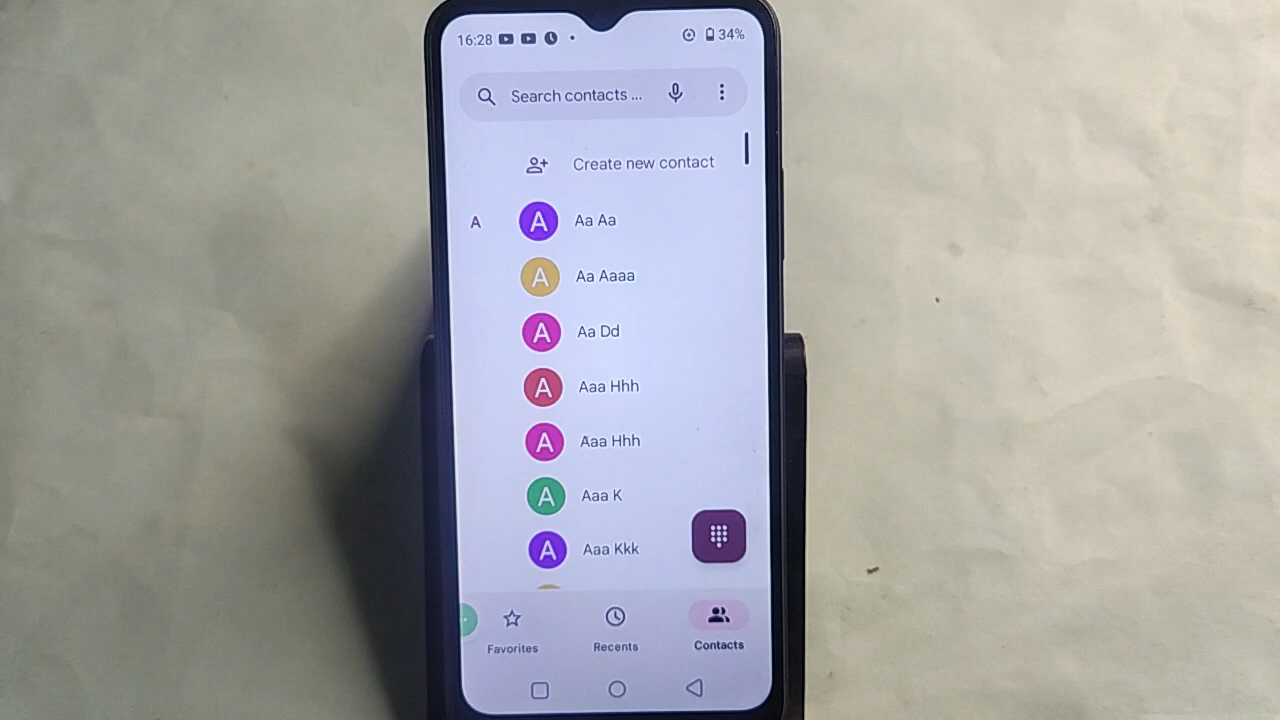 16:28 34%
Search contacts ...
Create new contact
A A Aa Aa
A Aa Aaaa
A Aa Dd
A Aaa Hhh
A Aaa Hhh
A Aaa K
A Aaa Kkk
Favorites Recents Contacts